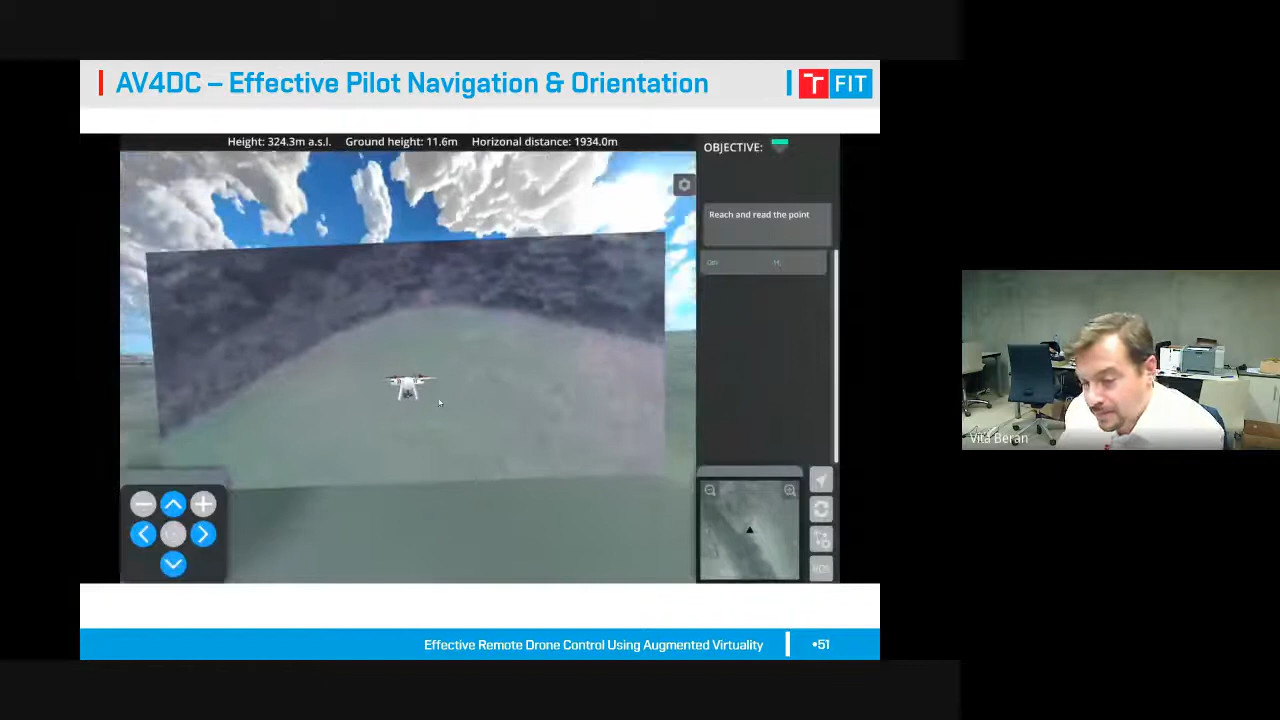 AV4DC – Effective Pilot Navigation & Orientation
T FIT
Height: 324.3m a.s.l. Ground height: 11.6m Horizonal distance: 1934.0m
OBJECTIVE:
Reach and read the point
Vita Beran
Effective Remote Drone Control Using Augmented Virtuality
•51